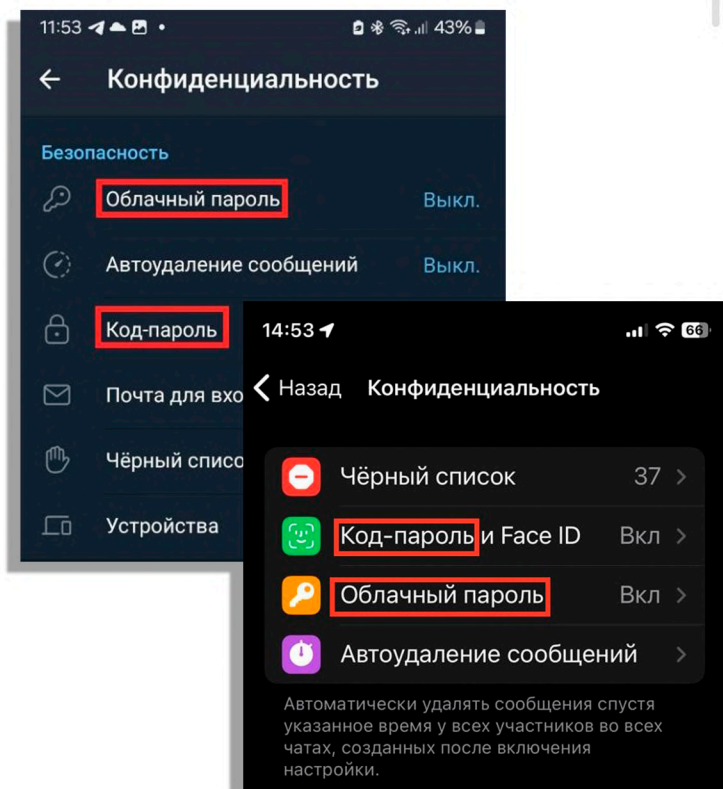 11:53
43%
Конфиденциальность
Безопасность
Облачный пароль Выкл.
Автоудаление сообщений Выкл.
Код-пароль
Почта для вхо
Чёрный списо
Устройства
14:53
66
Назад Конфиденциальность
Чёрный список 37
Код-пароль и Face ID Вкл
Облачный пароль Вкл
Автоудаление сообщений
Автоматически удалять сообщения спустя
указанное время у всех участников во всех
чатах, созданных после включения
настройки.